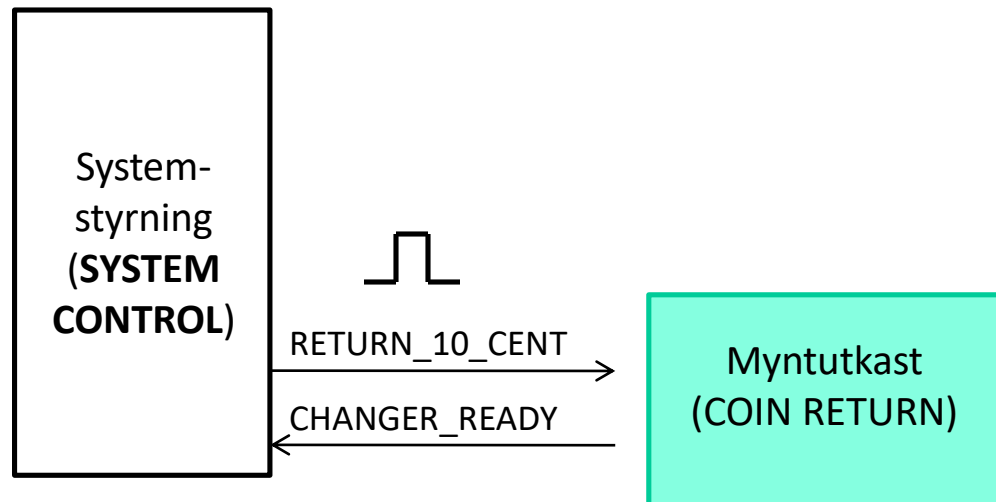 System-
styrning
(SYSTEM
CONTROL)
RETURN_10_CENT
CHANGER_READY
Myntutkast
(COIN RETURN)